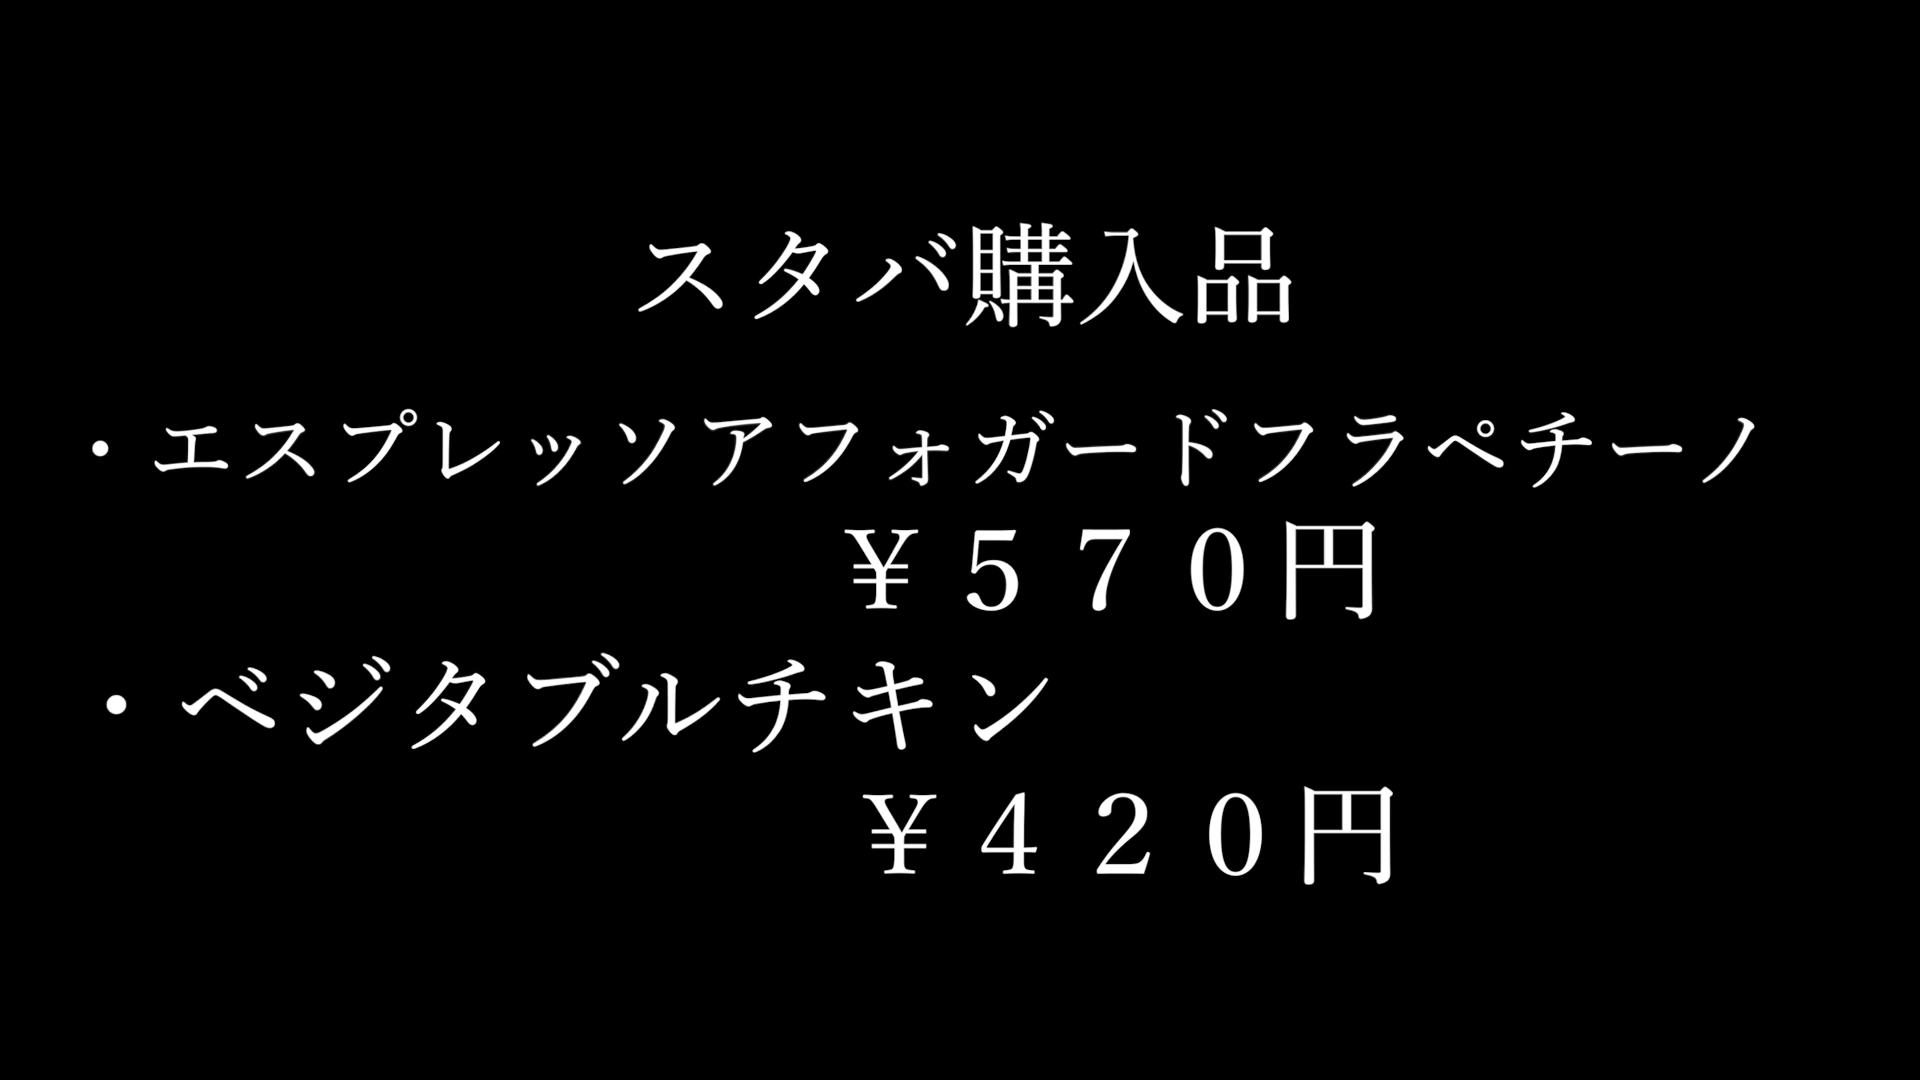 スタバ購入品
・エスプレッソアフォガードフラペチーノ
￥５７０円
・ベジタブルチキン
￥４２０円